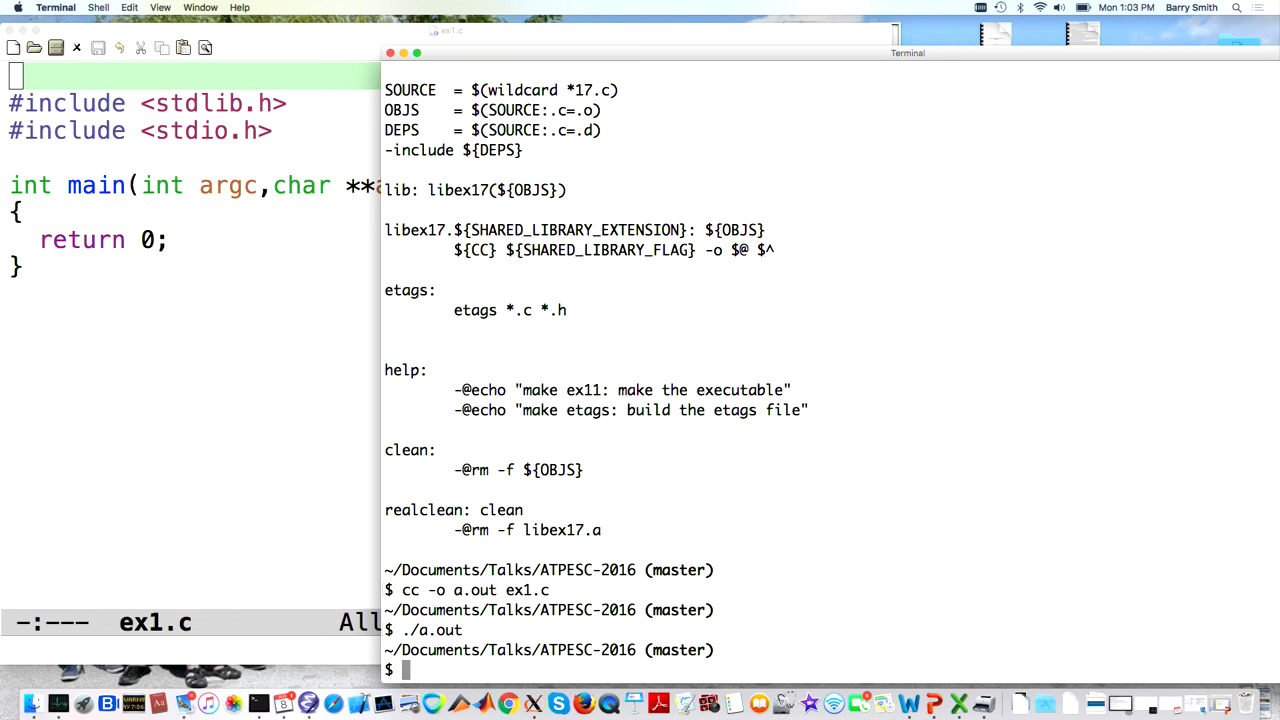 Terminal Shell Edit View Window Help Mon 1:03 PM Barry Smith
ex1.c
#include <stdlib.h>
#include <stdio.h>
int main(int argc,char **
{
return 0;
}
-:--- ex1.c All
Terminal
SOURCE = $(wildcard *17.c)
OBJS = $(SOURCE:.c=.o)
DEPS = $(SOURCE:.c=.d)
-include ${DEPS}
lib: libex17(${OBJS})
libex17.${SHARED_LIBRARY_EXTENSION}: ${OBJS}
${CC} ${SHARED_LIBRARY_FLAG} -o $@ $^
etags:
etags *.c *.h
help:
-@echo "make ex11: make the executable"
-@echo "make etags: build the etags file"
clean:
-@rm -f ${OBJS}
realclean: clean
-@rm -f libex17.a
~/Documents/Talks/ATPESC-2016 (master)
$ cc -o a.out ex1.c
~/Documents/Talks/ATPESC-2016 (master)
$ ./a.out
~/Documents/Talks/ATPESC-2016 (master)
$